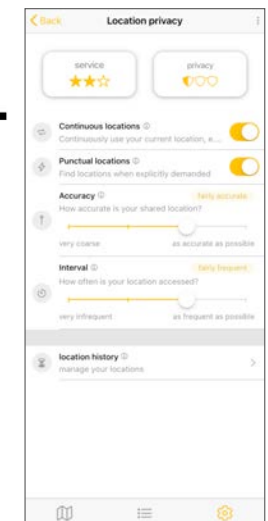 Back
Location privacy
service
privacy
Continuous locations
Continuously use your current location, e...
Punctual locations
Find locations when explicitly demanded
Accuracy
fairly accurate
How accurate is your shared location?
very coarse
as accurate as possible
Interval
fairly frequent
How often is your location accessed?
very infrequent
as frequent as possible
location history
manage your locations